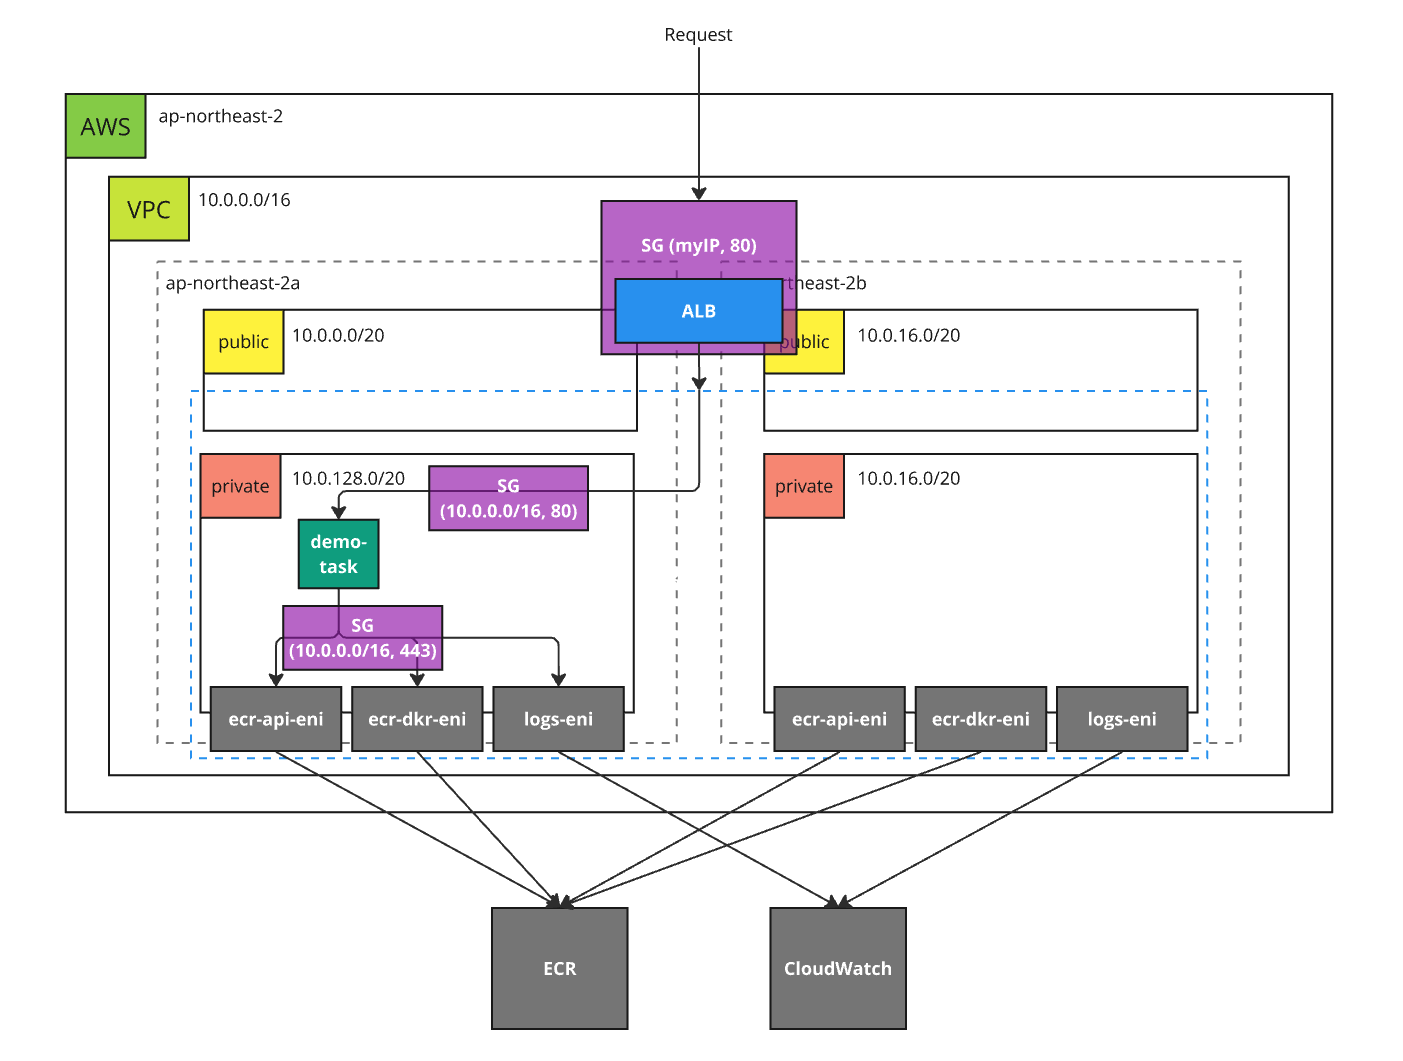 Request
AWS
ap-northeast-2
VPC
10.0.0.0/16
SG (myIP, 80)
ap-northeast-2a
rtheast-2b
ALB
public
10.0.0.0/20
public
10.0.16.0/20
private
10.0.128.0/20
SG
(10.0.0.0/16, 80)
private
10.0.16.0/20
demo-
task
SG
(10.0.0.0/16, 443)
ecr-api-eni
ecr-dkr-eni
logs-eni
ecr-api-eni
ecr-dkr-eni
logs-eni
ECR
CloudWatch